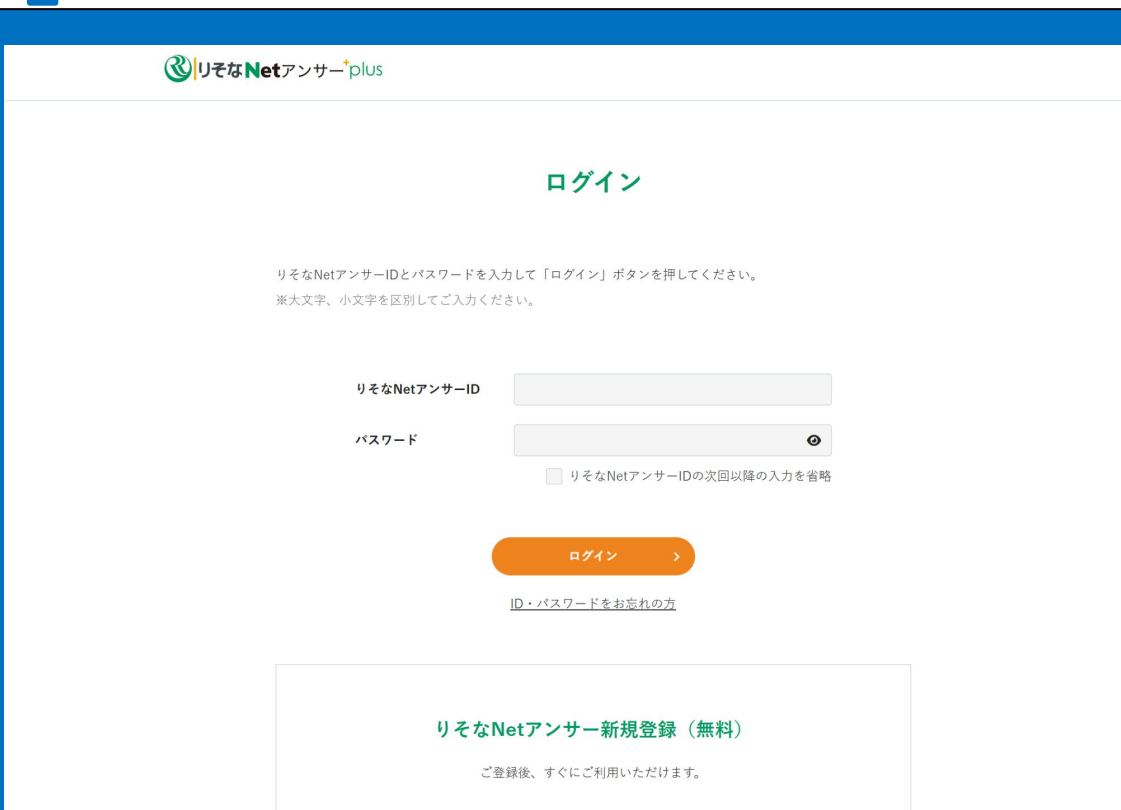 りそなNetアンサー+plus
ログイン
りそなNetアンサーIDとパスワードを入力して「ログイン」ボタンを押してください。
※大文字、小文字を区別してご入力ください。
りそなNetアンサーID
パスワード
りそなNetアンサーIDの次回以降の入力を省略
ログイン
ID・パスワードをお忘れの方
りそなNetアンサー新規登録（無料）
ご登録後、すぐにご利用いただけます。